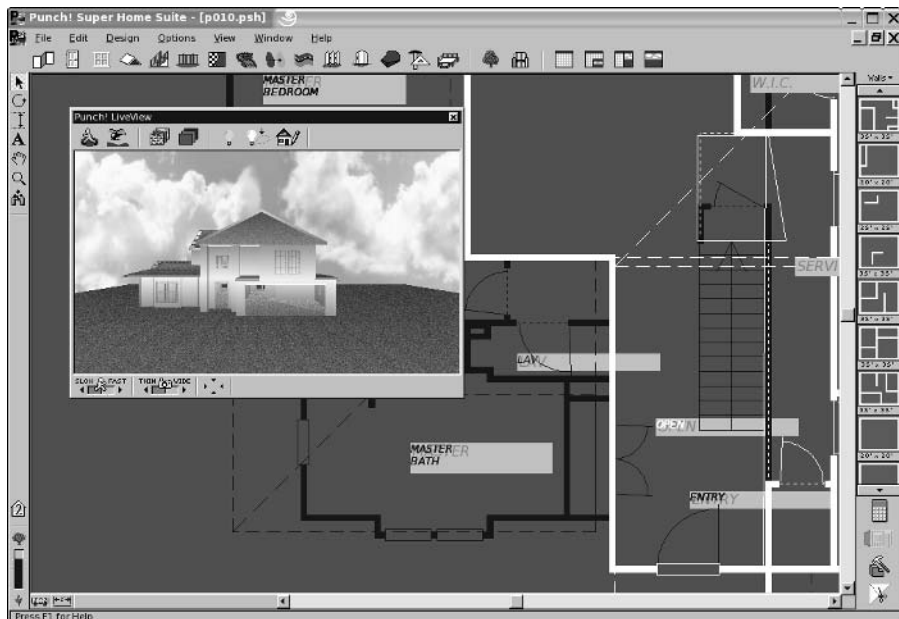 Punch! Super Home Suite - [p010.psh]
File Edit Design Options View Window Help
MASTER
BEDROOM
W.I.C.
Walls
Punch! LiveView
SERVI
LAV
OPEN
MASTER
BATH
ENTRY
SLOW FAST
THIN WIDE
Press F1 for Help